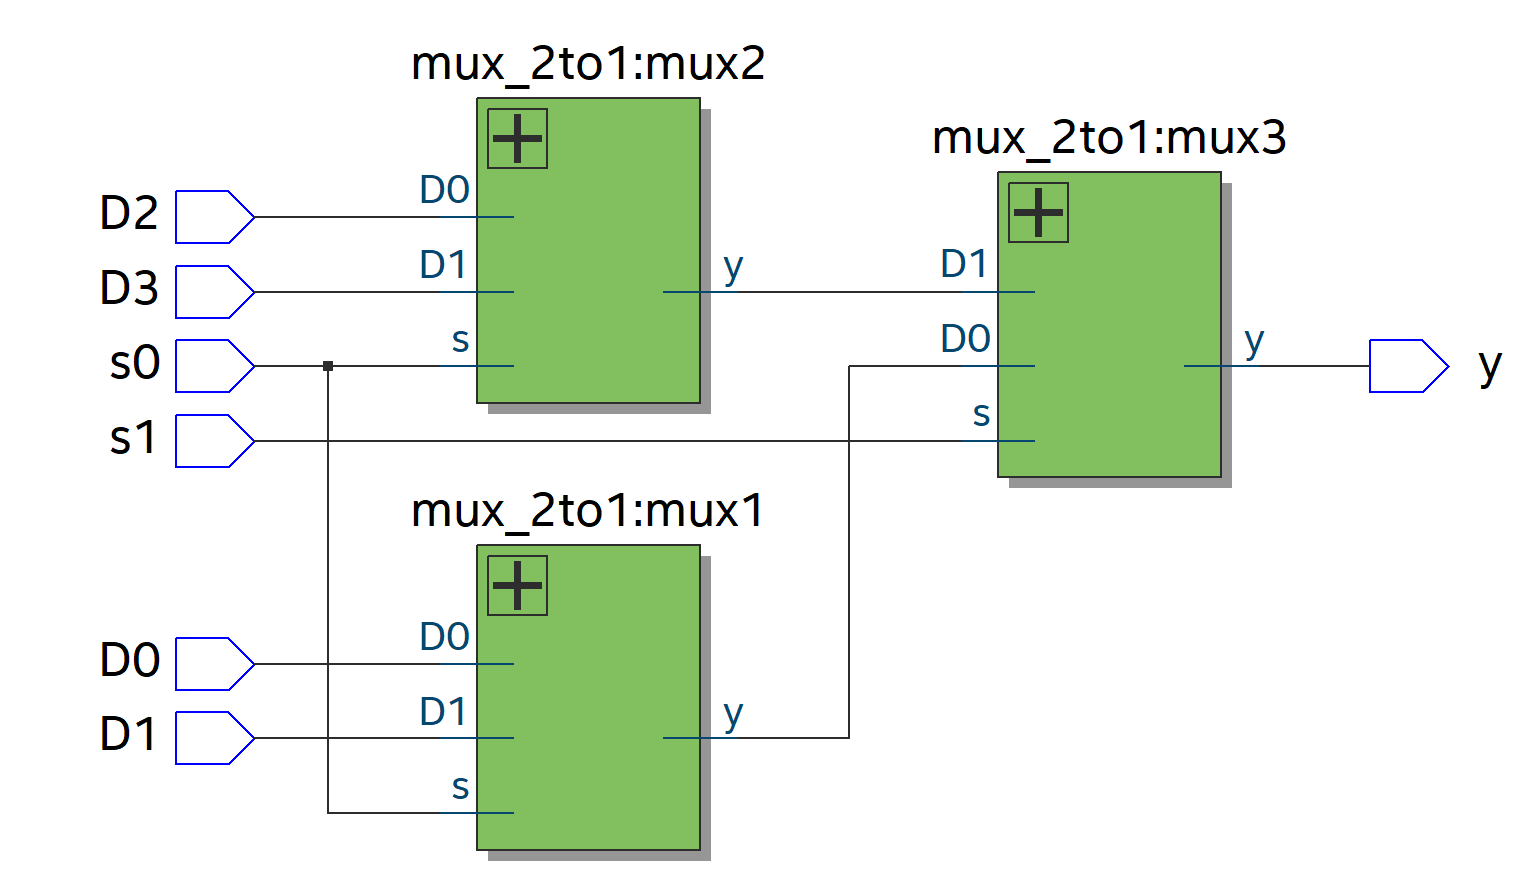 mux_2to1:mux2
mux_2to1:mux3
D2
D0
D3
D1
y
D1
s0
s
D0
y
y
s1
s
mux_2to1:mux1
D0
D0
D1
D1
y
s